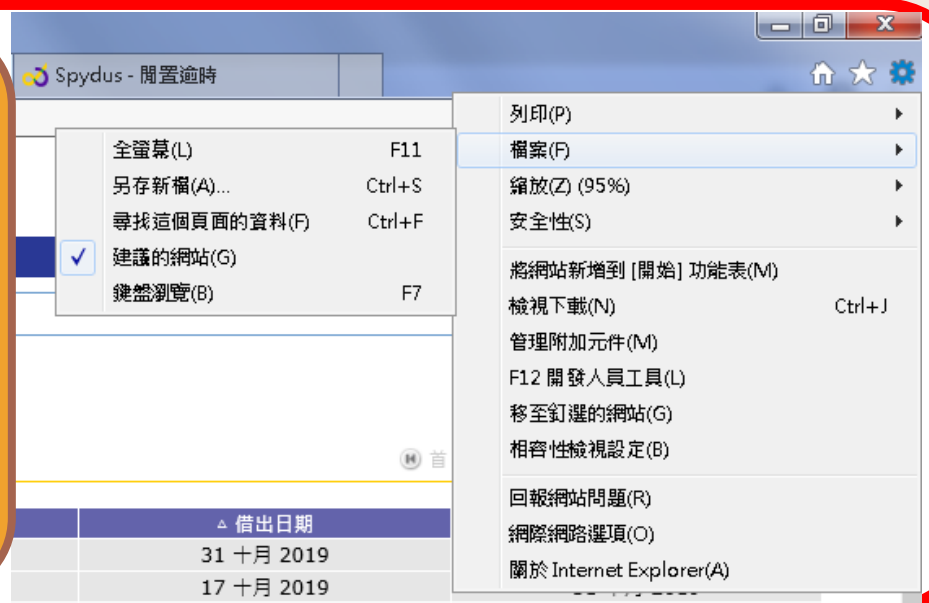 Spydus - 閒置逾時
列印(P)
檔案(F)
縮放(Z) (95%)
安全性(S)
將網站新增到 [開始] 功能表(M)
檢視下載(N) Ctrl+J
管理附加元件(M)
F12 開發人員工具(L)
移至釘選的網站(G)
相容性檢視設定(B)
回報網站問題(R)
網際網路選項(O)
關於 Internet Explorer(A)
全螢幕(L) F11
另存新檔(A)... Ctrl+S
尋找這個頁面的資料(F) Ctrl+F
建議的網站(G)
鍵盤瀏覽(B) F7
首
△ 借出日期
31 十月 2019
17 十月 2019